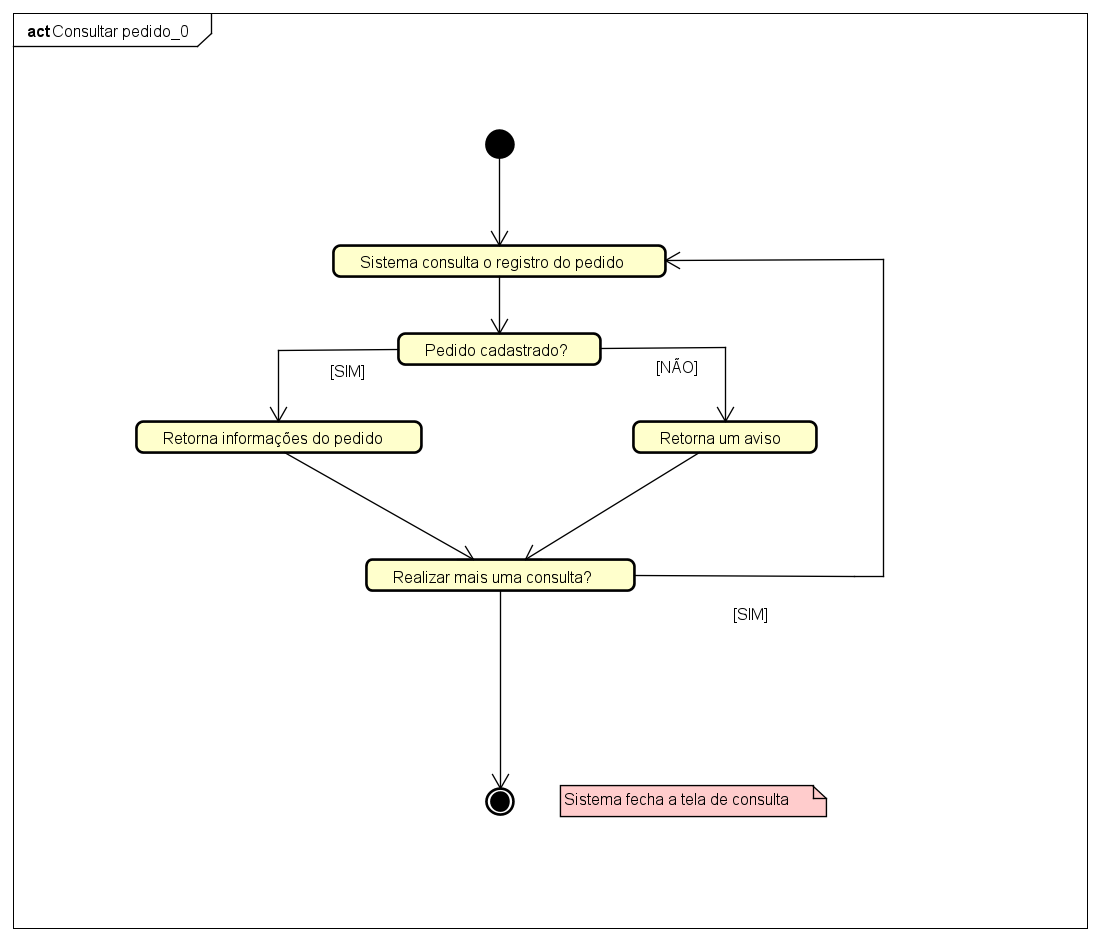 act Consultar pedido_0
Sistema consulta o registro do pedido
Pedido cadastrado?
[SIM]
[NÃO]
Retorna informações do pedido
Retorna um aviso
Realizar mais uma consulta?
[SIM]
Sistema fecha a tela de consulta